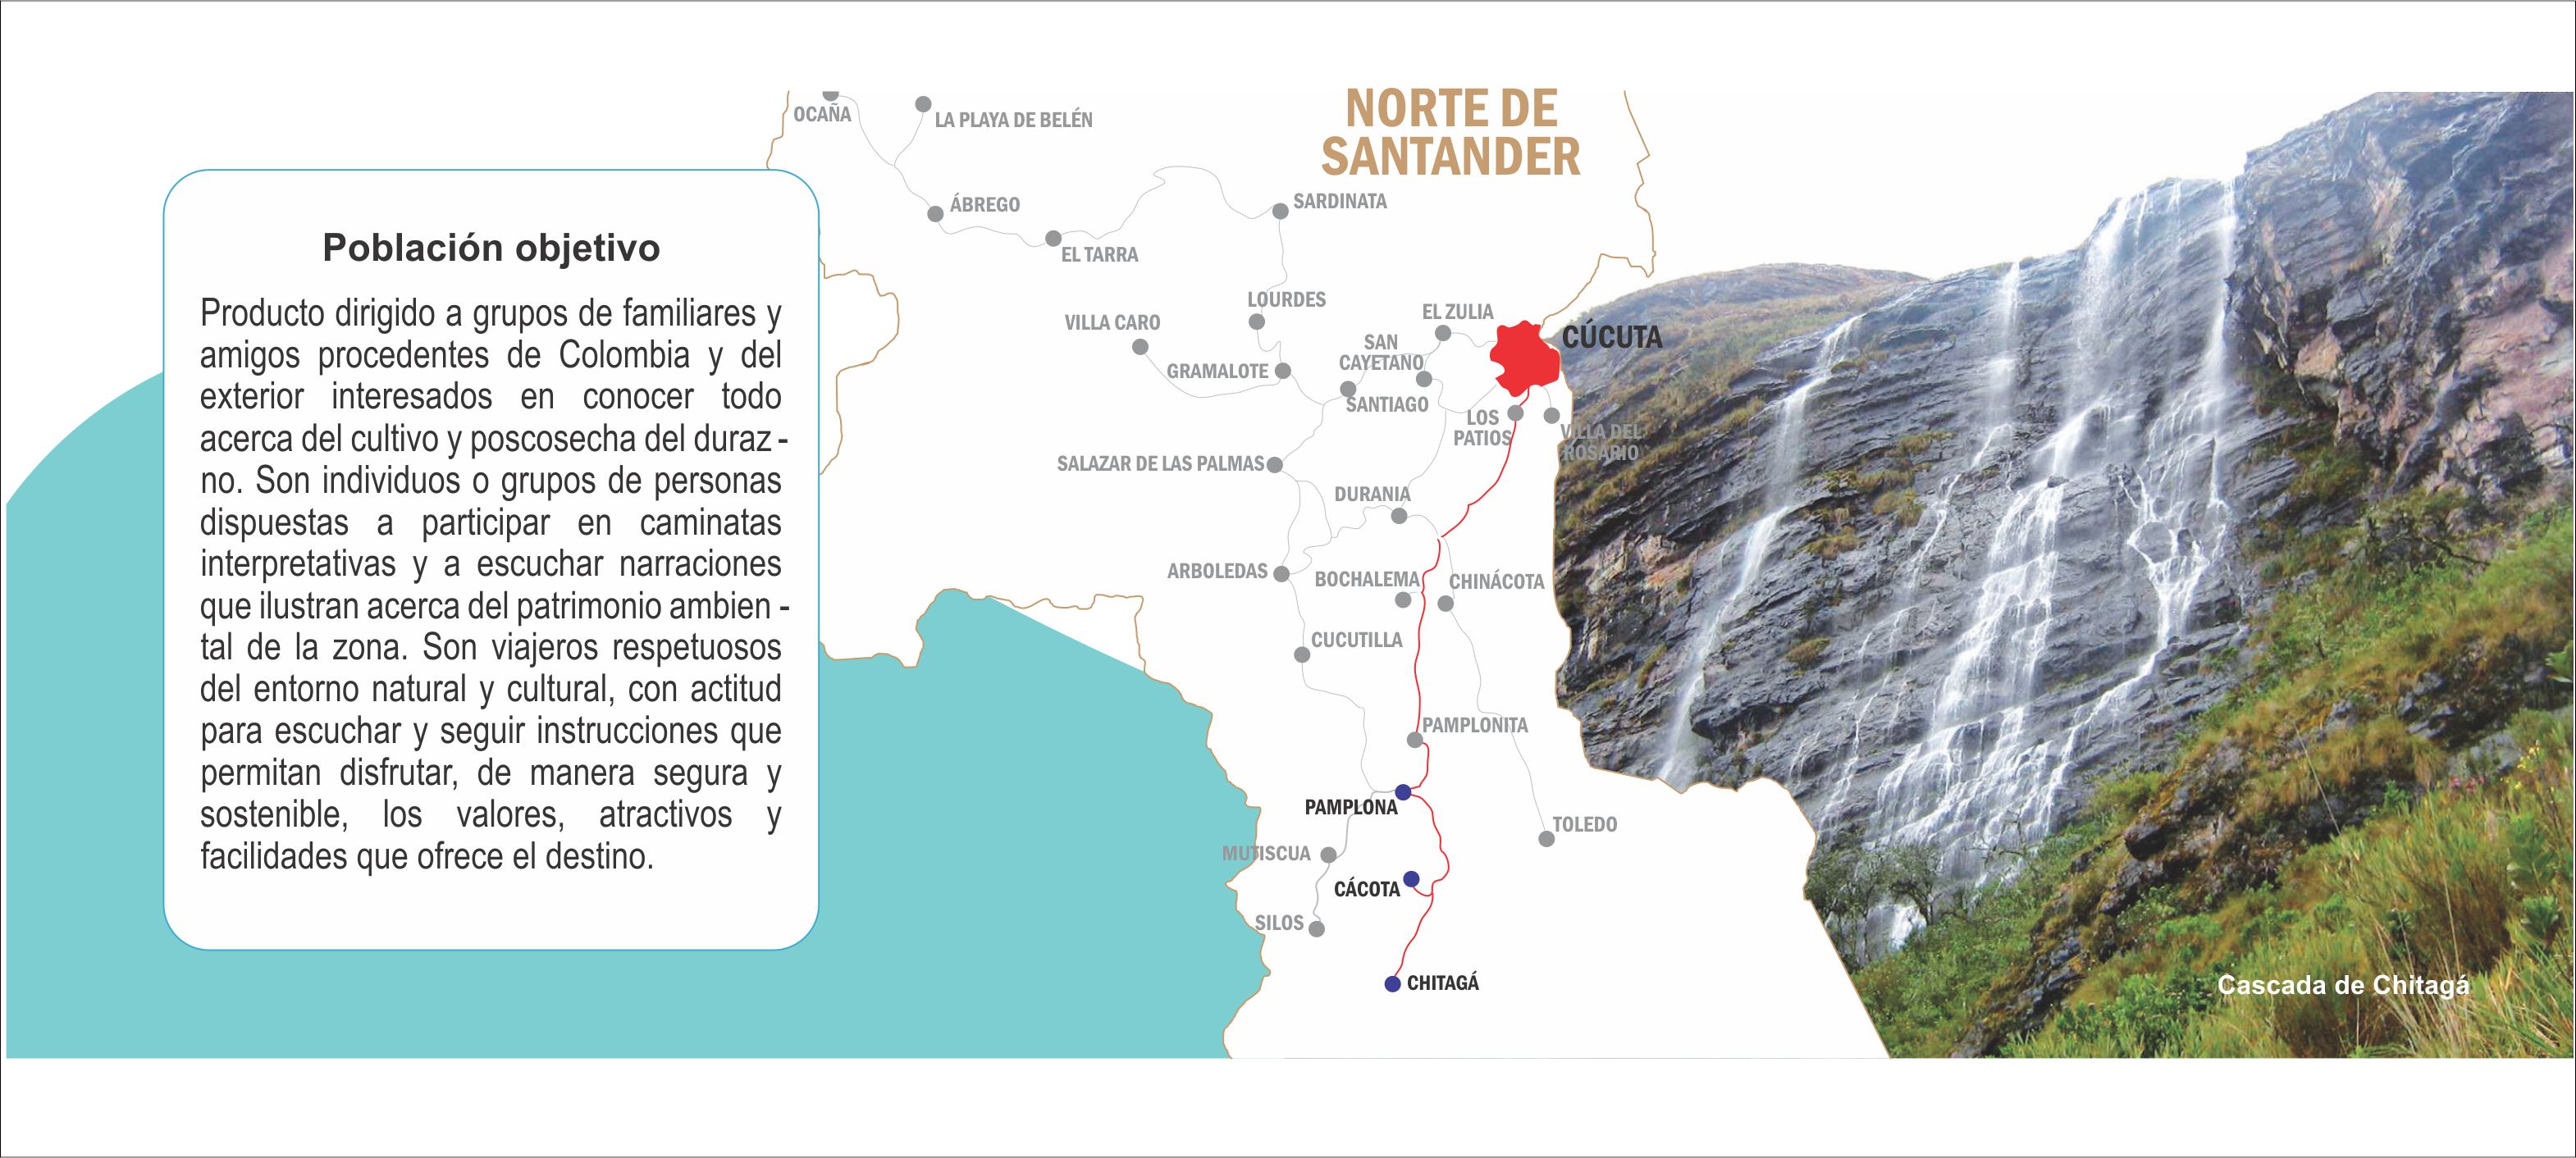 Población objetivo
Producto dirigido a grupos de familiares y
amigos procedentes de Colombia y del
exterior interesados en conocer todo
acerca del cultivo y poscosecha del duraz -
no. Son individuos o grupos de personas
dispuestas a participar en caminatas
interpretativas y a escuchar narraciones
que ilustran acerca del patrimonio ambien -
tal de la zona. Son viajeros respetuosos
del entorno natural y cultural, con actitud
para escuchar y seguir instrucciones que
permitan disfrutar, de manera segura y
sostenible, los valores, atractivos y
facilidades que ofrece el destino.
NORTE DE
SANTANDER
OCAÑA
LA PLAYA DE BELÉN
ÁBREGO
EL TARRA
SARDINATA
LOURDES
VILLA CARO
GRAMALOTE
EL ZULIA
SAN
CAYETANO
SANTIAGO
CÚCUTA
LOS
PATIOS
VILLA DEL
ROSARIO
SALAZAR DE LAS PALMAS
DURANIA
ARBOLEDAS
BOCHALEMA
CHINÁCOTA
CUCUTILLA
PAMPLONITA
PAMPLONA
TOLEDO
MUTISCUA
CÁCOTA
SILOS
CHITAGÁ
Cascada de Chitagá